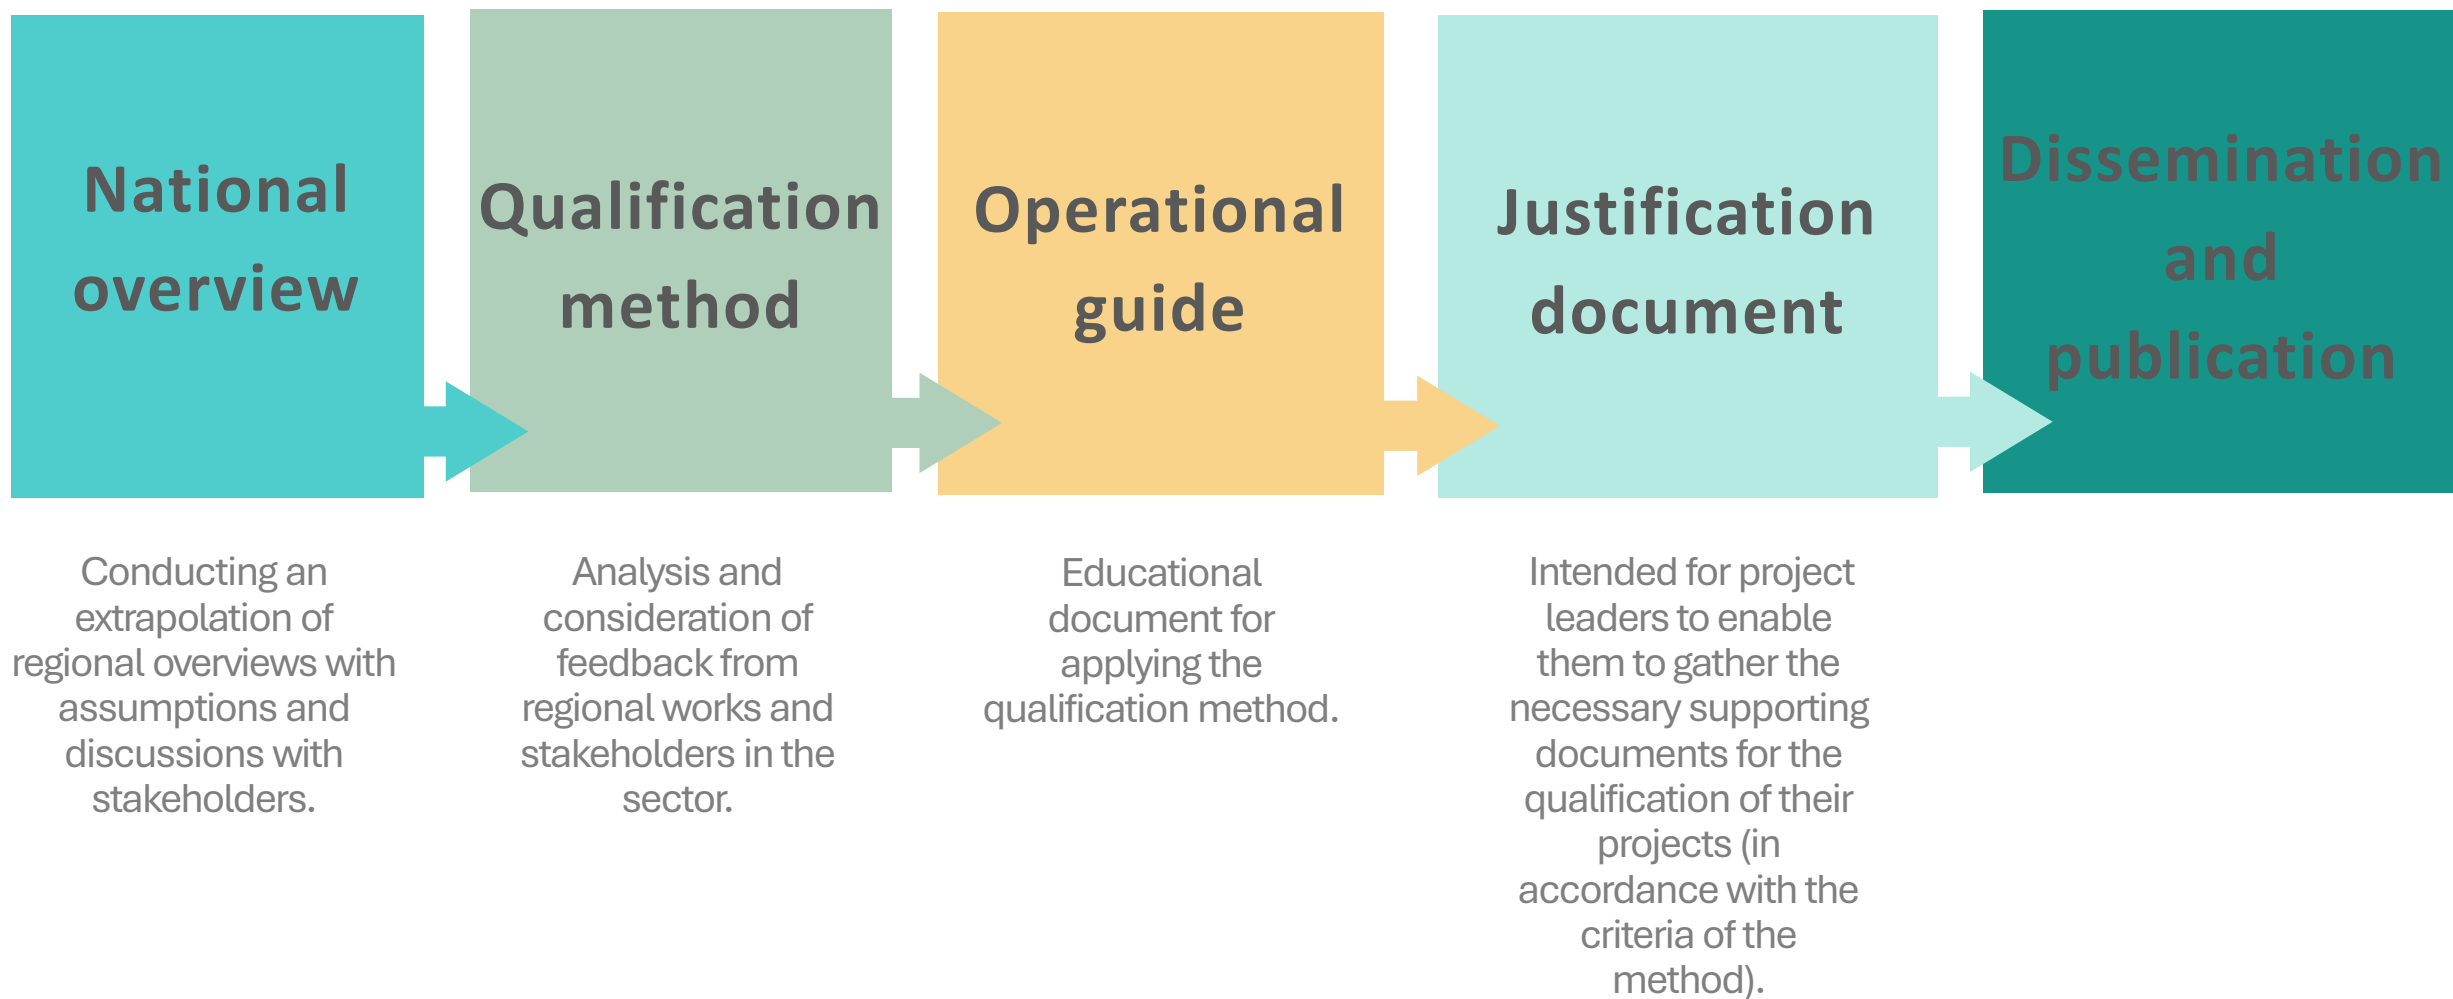 National
overview
Qualification
method
Operational
guide
Justification
document
Dissemination
and
publication
Conducting an
extrapolation of
regional overviews with
assumptions and
discussions with
stakeholders.
Analysis and
consideration of
feedback from
regional works and
stakeholders in the
sector.
Educational
document for
applying the
qualification method.
Intended for project
leaders to enable
them to gather the
necessary supporting
documents for the
qualification of their
projects (in
accordance with the
criteria of the
method).